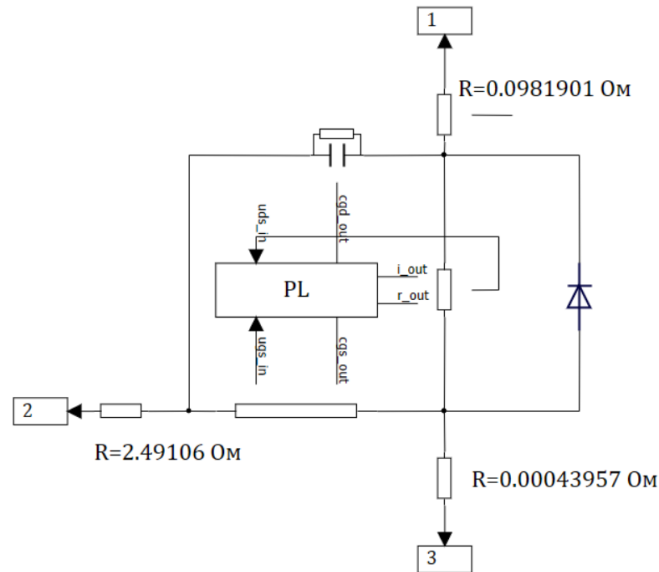 1
R=0.0981901 Ом
uds_in
cgd_out
i_out
PL
r_out
ugs_in
cgs_out
2
R=2.49106 Ом
R=0.00043957 Ом
3